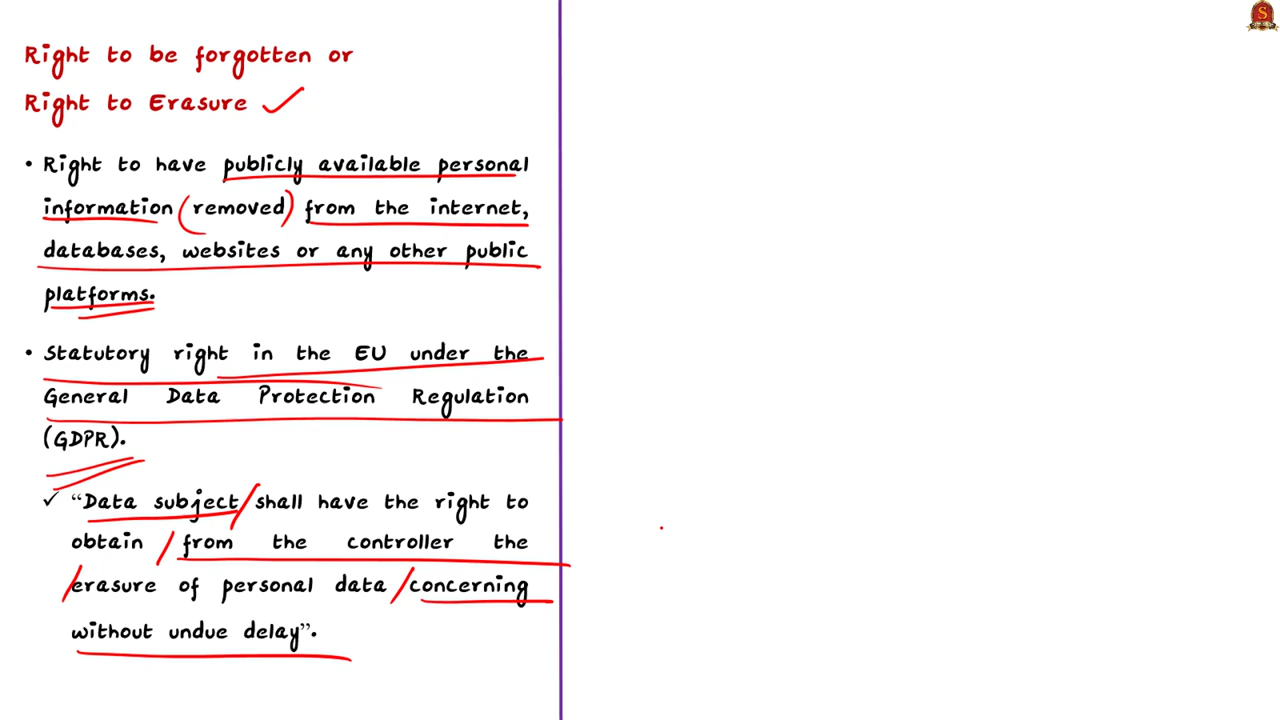 Right to be forgotten or
Right to Erasure ✓
• Right to have publicly available personal
information (removed) from the internet,
databases, websites or any other public
platforms.
• Statutory right in the EU under the
General Data Protection Regulation
(GDPR).
✓ “Data subject shall have the right to
obtain from the controller the
erasure of personal data concerning
without undue delay”.
S